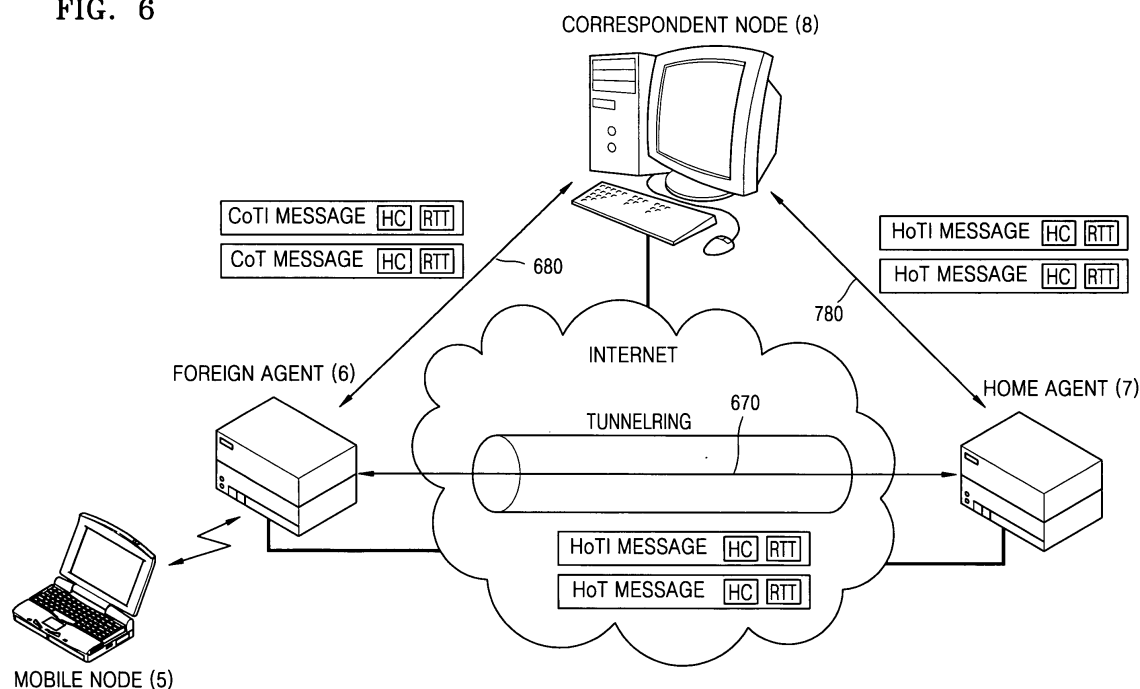 FIG. 6
CORRESPONDENT NODE (8)
CoTI MESSAGE HC RTT
CoT MESSAGE HC RTT
680
HoTI MESSAGE HC RTT
HoT MESSAGE HC RTT
780
INTERNET
FOREIGN AGENT (6)
HOME AGENT (7)
TUNNELRING
670
HoTI MESSAGE HC RTT
HoT MESSAGE HC RTT
MOBILE NODE (5)